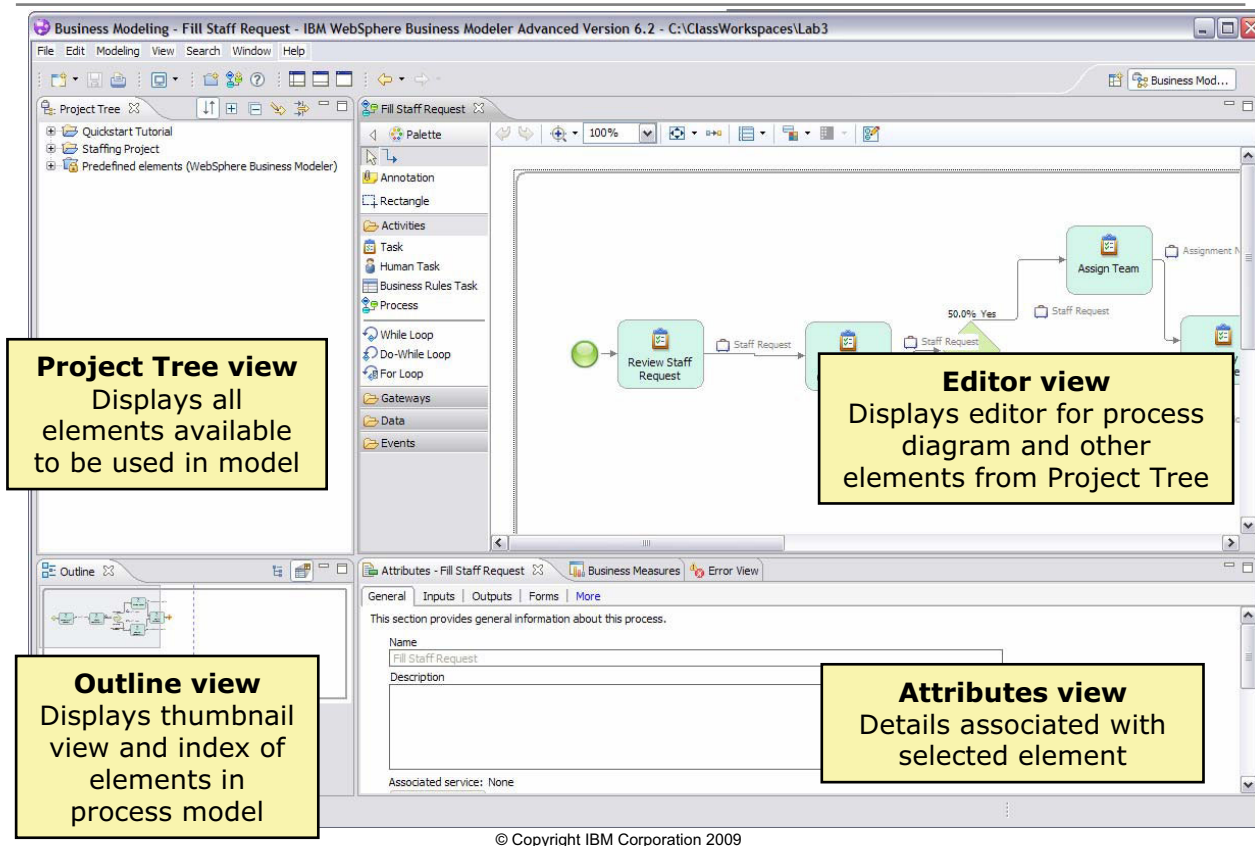 Business Modeling - Fill Staff Request - IBM WebSphere Business Modeler Advanced Version 6.2 - C:\ClassWorkspaces\Lab3
File Edit Modeling View Search Window Help
Business Mod...
Project Tree
Fill Staff Request
Quickstart Tutorial
Staffing Project
Predefined elements (WebSphere Business Modeler)
Palette
100%
Annotation
Rectangle
Activities
Task
Human Task
Business Rules Task
Process
While Loop
Do-While Loop
For Loop
Gateways
Data
Events
Review Staff
Request
Staff Request
Staff Request
50.0% Yes
Staff Request
Assign Team
Assignment N
Project Tree view
Displays all
elements available
to be used in model
Editor view
Displays editor for process
diagram and other
elements from Project Tree
Outline
Attributes - Fill Staff Request
Business Measures
Error View
General Inputs Outputs Forms More
This section provides general information about this process.
Name
Fill Staff Request
Description
Associated service: None
Outline view
Displays thumbnail
view and index of
elements in
process model
Attributes view
Details associated with
selected element
© Copyright IBM Corporation 2009